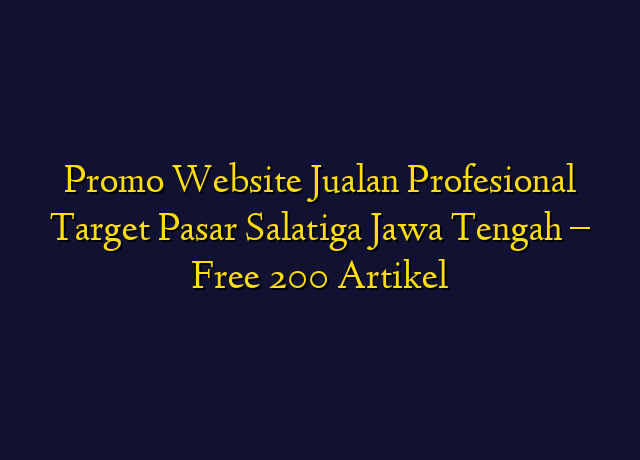 Promo Website Jualan Profesional
Target Pasar Salatiga Jawa Tengah –
Free 200 Artikel